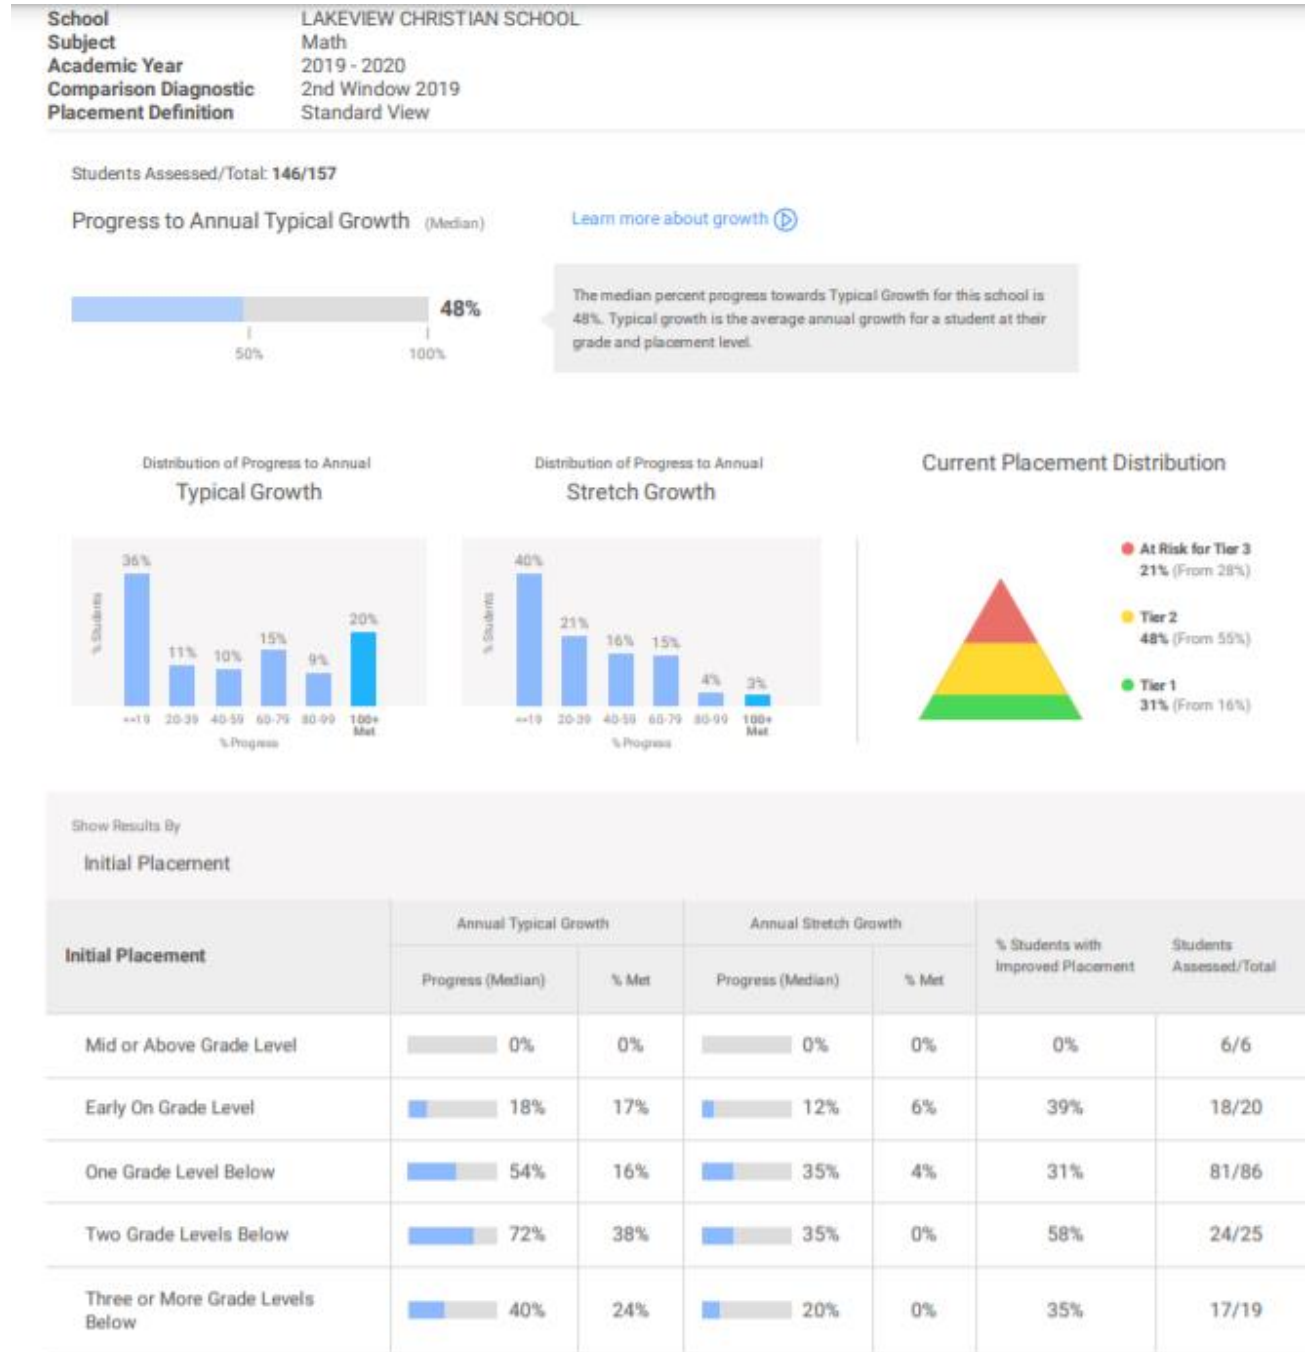 School LAKEVIEW CHRISTIAN SCHOOL
Subject Math
Academic Year 2019 - 2020
Comparison Diagnostic 2nd Window 2019
Placement Definition Standard View
Students Assessed/Total: 146/157
Progress to Annual Typical Growth (Median) Learn more about growth
48%
50% 100%
The median percent progress towards Typical Growth for this school is
48%. Typical growth is the average annual growth for a student at their
grade and placement level.
Distribution of Progress to Annual
Typical Growth
% Students
36% 11% 10% 15% 9% 20%
<=19 20-39 40-59 60-79 80-99 100+
Met
% Progress
Distribution of Progress to Annual
Stretch Growth
% Students
40% 21% 16% 15% 4% 3%
<=19 20-39 40-59 60-79 80-99 100+
Met
% Progress
Current Placement Distribution
At Risk for Tier 3
21% (From 28%)
Tier 2
48% (From 55%)
Tier 1
31% (From 16%)
Show Results By
Initial Placement
Initial Placement
Annual Typical Growth
Progress (Median) % Met
Annual Stretch Growth
Progress (Median) % Met
% Students with
Improved Placement
Students
Assessed/Total
Mid or Above Grade Level 0% 0% 0% 0% 0% 6/6
Early On Grade Level 18% 17% 12% 6% 39% 18/20
One Grade Level Below 54% 16% 35% 4% 31% 81/86
Two Grade Levels Below 72% 38% 35% 0% 58% 24/25
Three or More Grade Levels
Below 40% 24% 20% 0% 35% 17/19